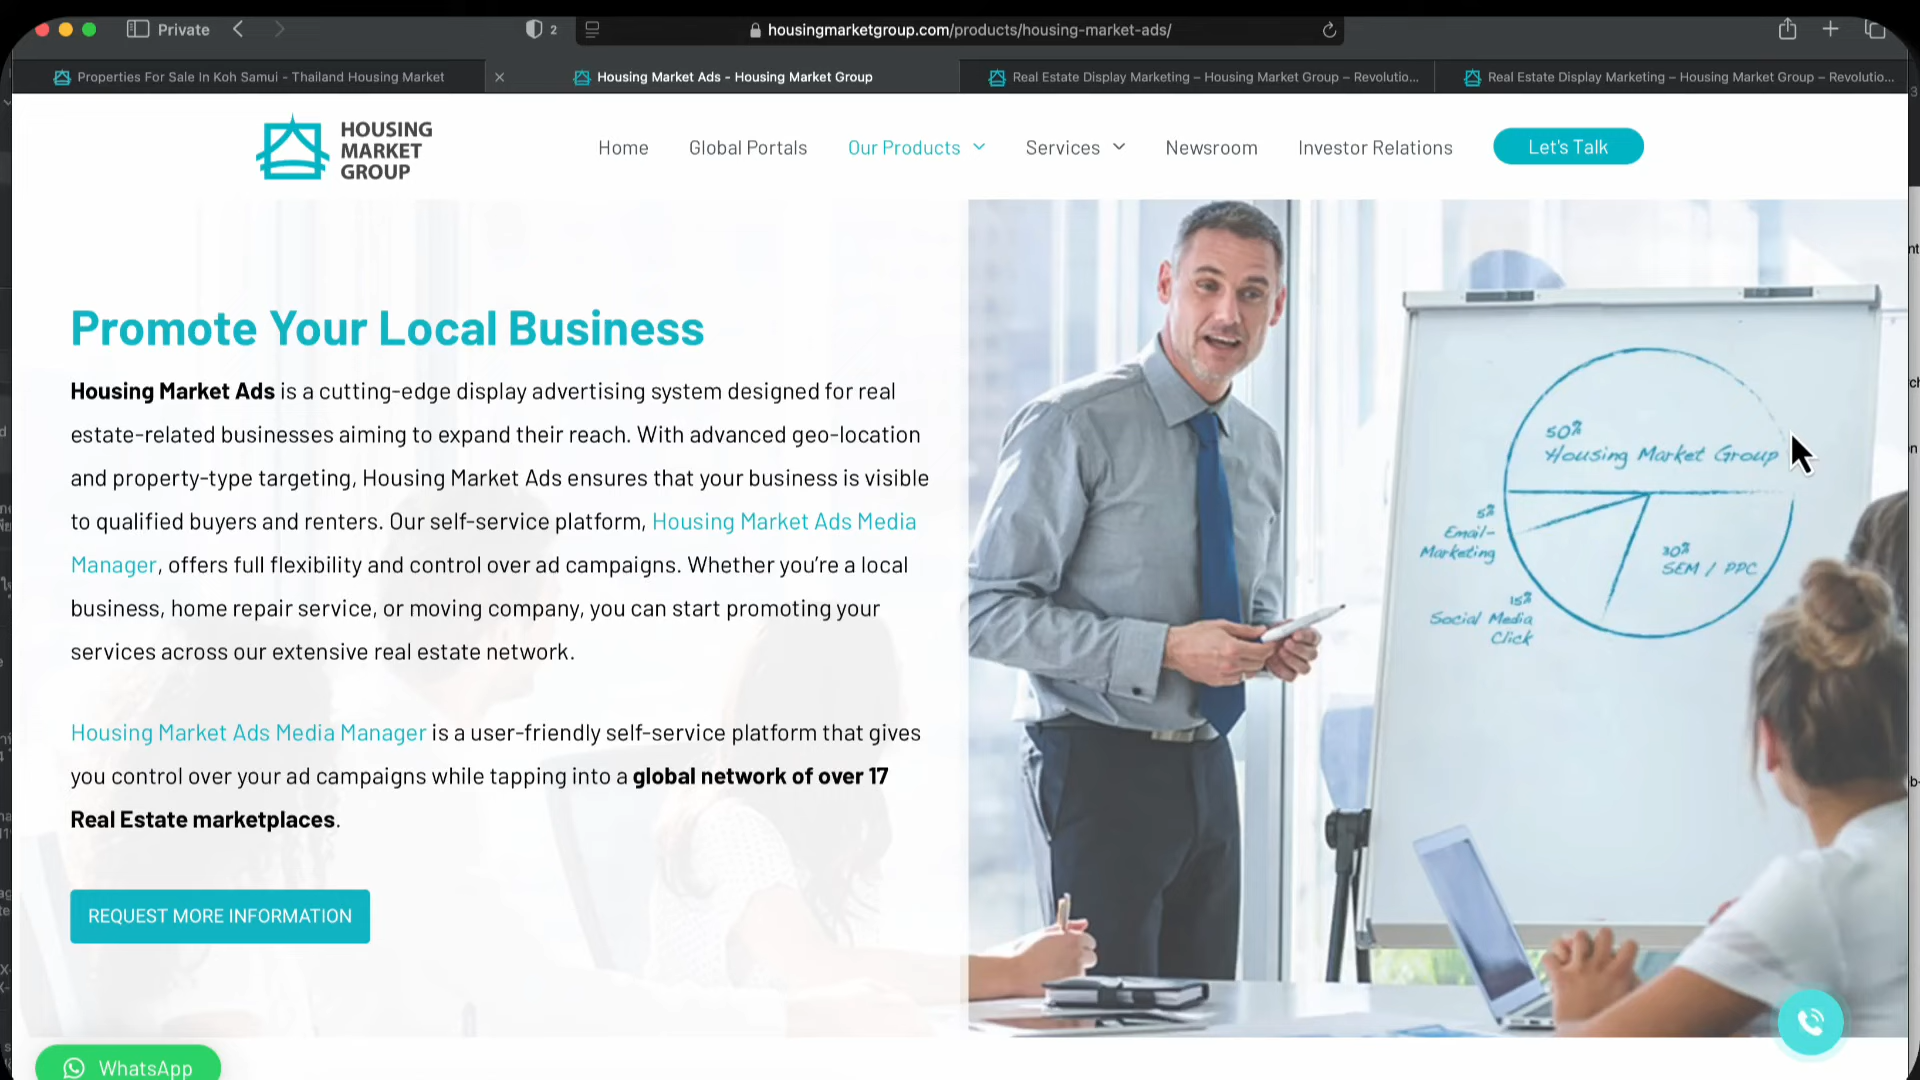 Private
2
housingmarketgroup.com/products/housing-market-ads/
Properties For Sale In Koh Samui - Thailand Housing Market
Housing Market Ads - Housing Market Group
Real Estate Display Marketing – Housing Market Group – Revolutio...
Real Estate Display Marketing – Housing Market Group – Revolutio...
HOUSING
MARKET
GROUP
Home
Global Portals
Our Products
Services
Newsroom
Investor Relations
Let's Talk
Promote Your Local Business
Housing Market Ads is a cutting-edge display advertising system designed for real
estate-related businesses aiming to expand their reach. With advanced geo-location
and property-type targeting, Housing Market Ads ensures that your business is visible
to qualified buyers and renters. Our self-service platform, Housing Market Ads Media
Manager, offers full flexibility and control over ad campaigns. Whether you're a local
business, home repair service, or moving company, you can start promoting your
services across our extensive real estate network.
Housing Market Ads Media Manager is a user-friendly self-service platform that gives
you control over your ad campaigns while tapping into a global network of over 17
Real Estate marketplaces.
REQUEST MORE INFORMATION
WhatsApp
50%
Housing Market Group
5%
Email-
Marketing
30%
SEM / PPC
15%
Social Media
Click